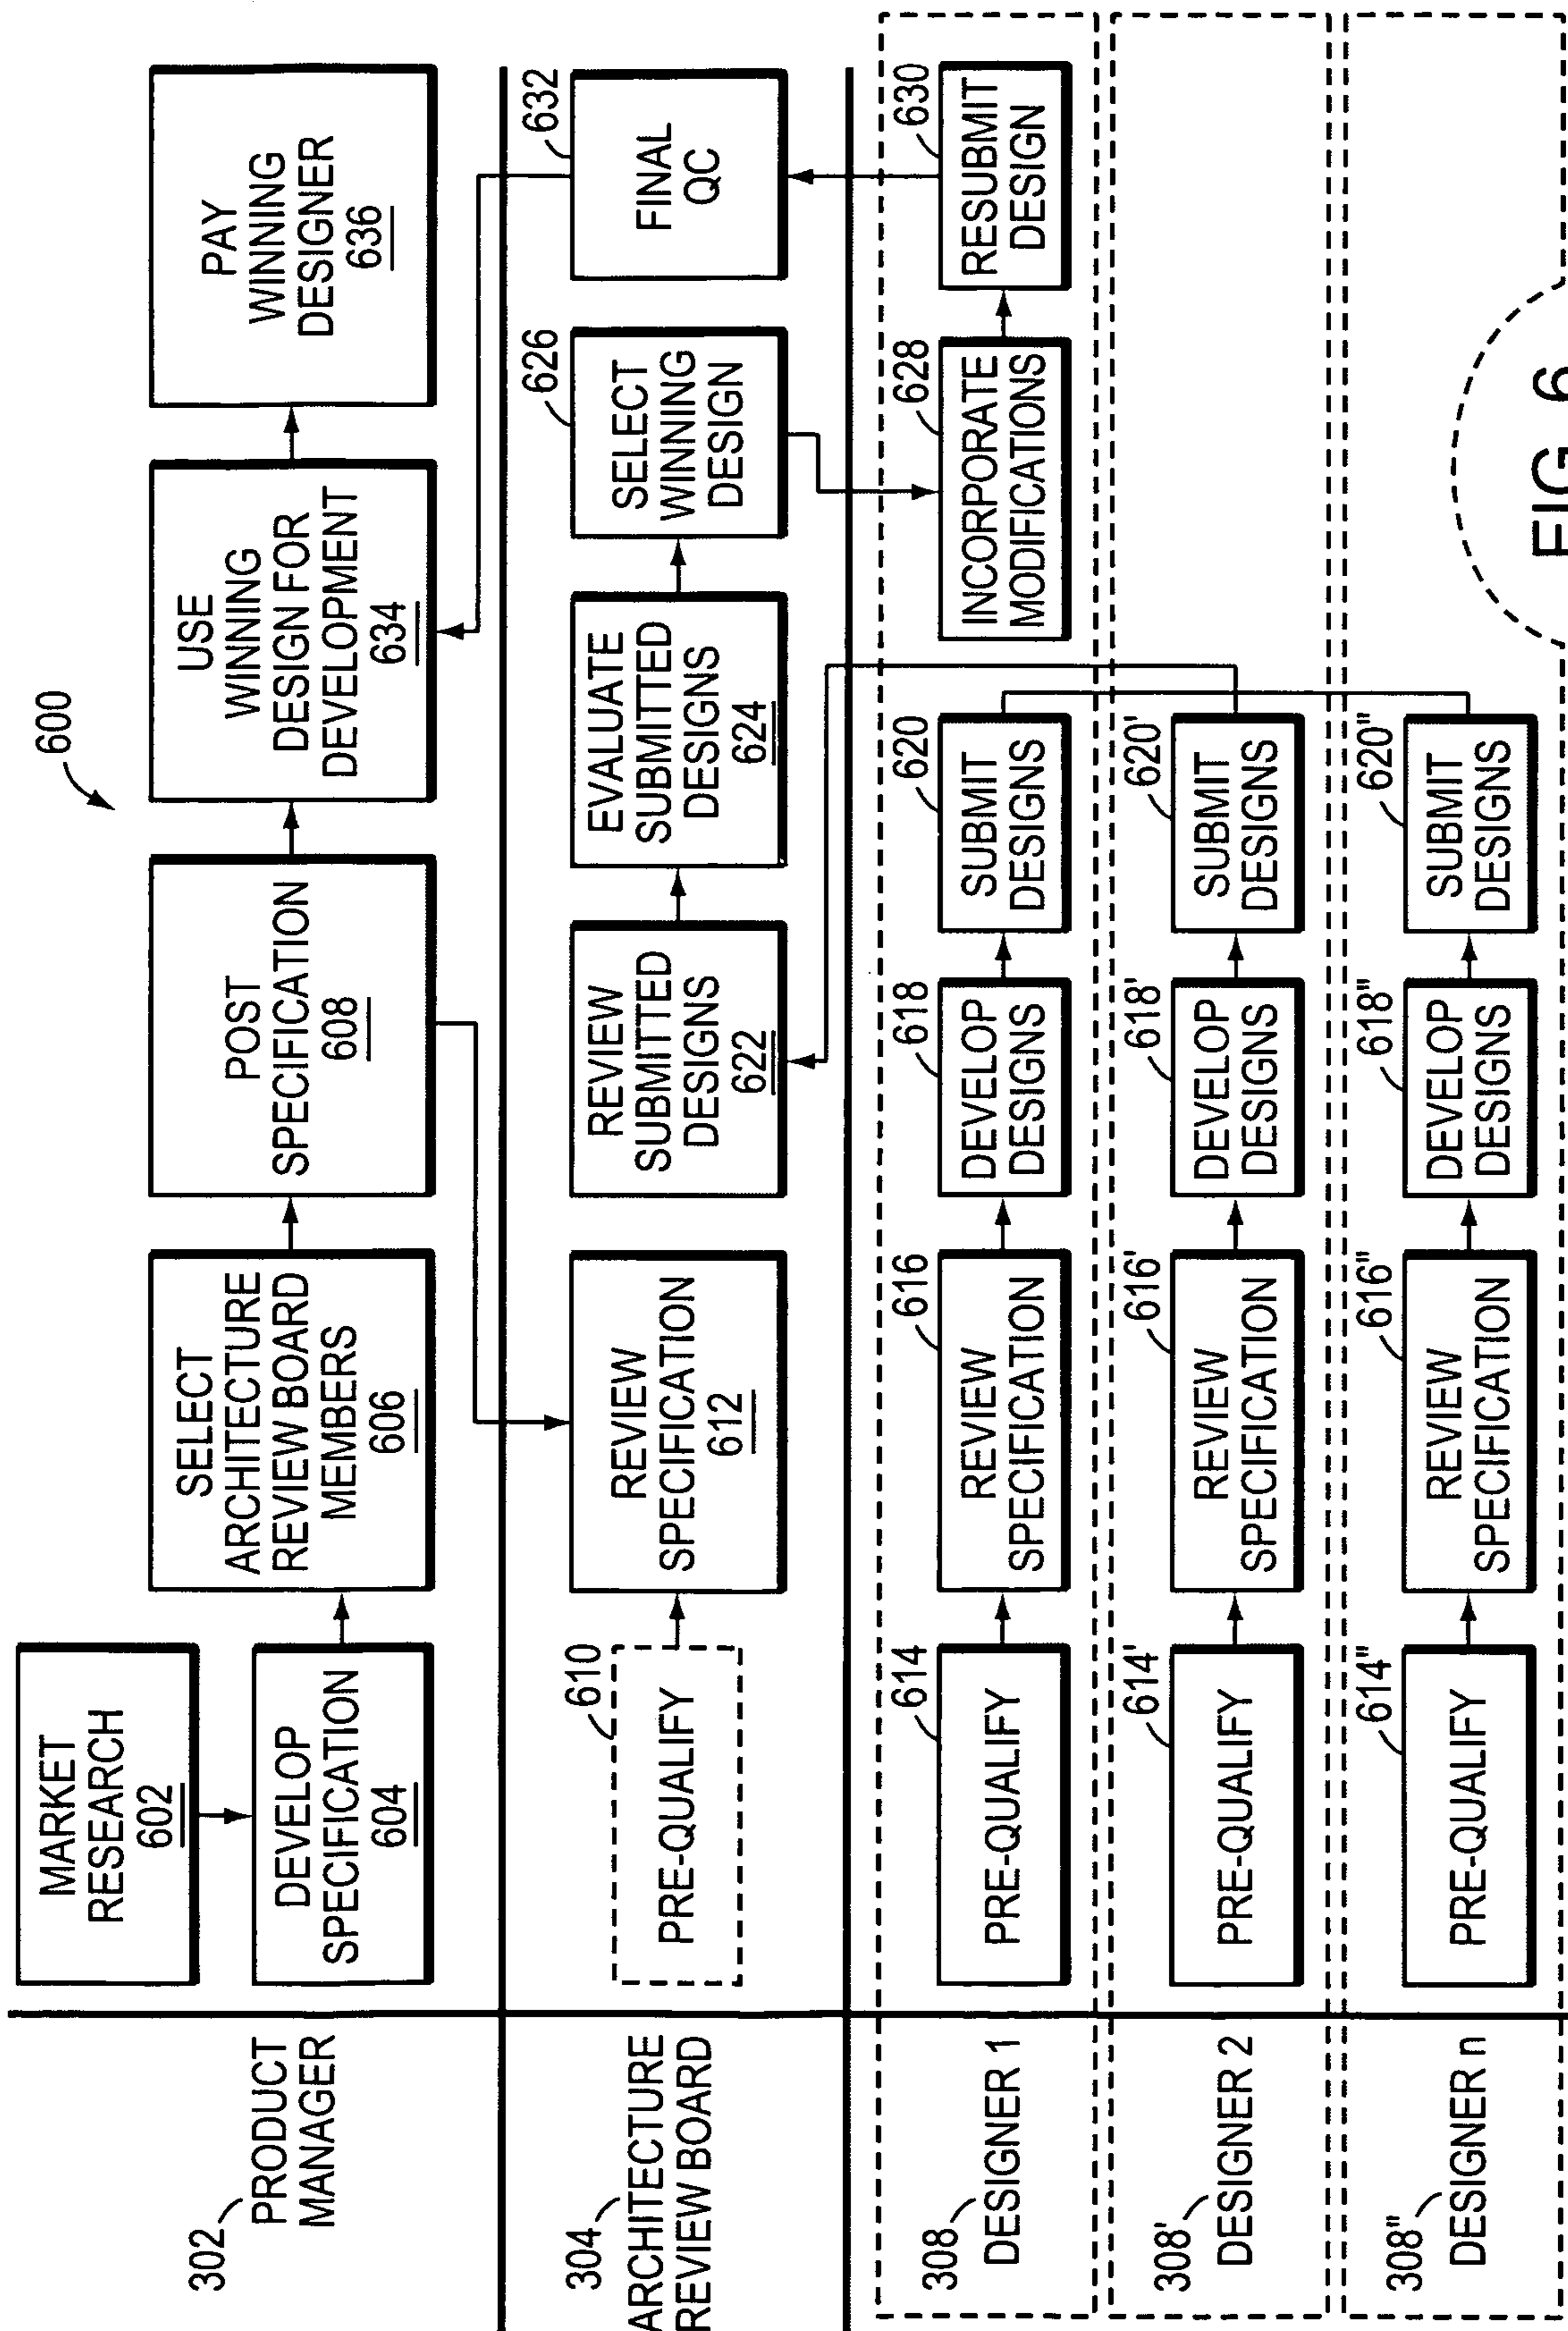 600
302
PRODUCT
MANAGER
MARKET
RESEARCH
602
DEVELOP
SPECIFICATION
604
SELECT
ARCHITECTURE
REVIEW BOARD
MEMBERS
606
POST
SPECIFICATION
608
USE
WINNING
DESIGN FOR
DEVELOPMENT
634
PAY
WINNING
DESIGNER
636
304
ARCHITECTURE
REVIEW BOARD
610
PRE-QUALIFY
REVIEW
SPECIFICATION
612
REVIEW
SUBMITTED
DESIGNS
622
EVALUATE
SUBMITTED
DESIGNS
624
626
SELECT
WINNING
DESIGN
632
FINAL
QC
308
DESIGNER 1
614
PRE-QUALIFY
616
REVIEW
SPECIFICATION
618
DEVELOP
DESIGNS
620
SUBMIT
DESIGNS
628
INCORPORATE
MODIFICATIONS
630
RESUBMIT
DESIGN
308'
DESIGNER 2
614'
PRE-QUALIFY
616'
REVIEW
SPECIFICATION
618'
DEVELOP
DESIGNS
620'
SUBMIT
DESIGNS
308"
DESIGNER n
614"
PRE-QUALIFY
616"
REVIEW
SPECIFICATION
618"
DEVELOP
DESIGNS
620"
SUBMIT
DESIGNS
FIG. 6